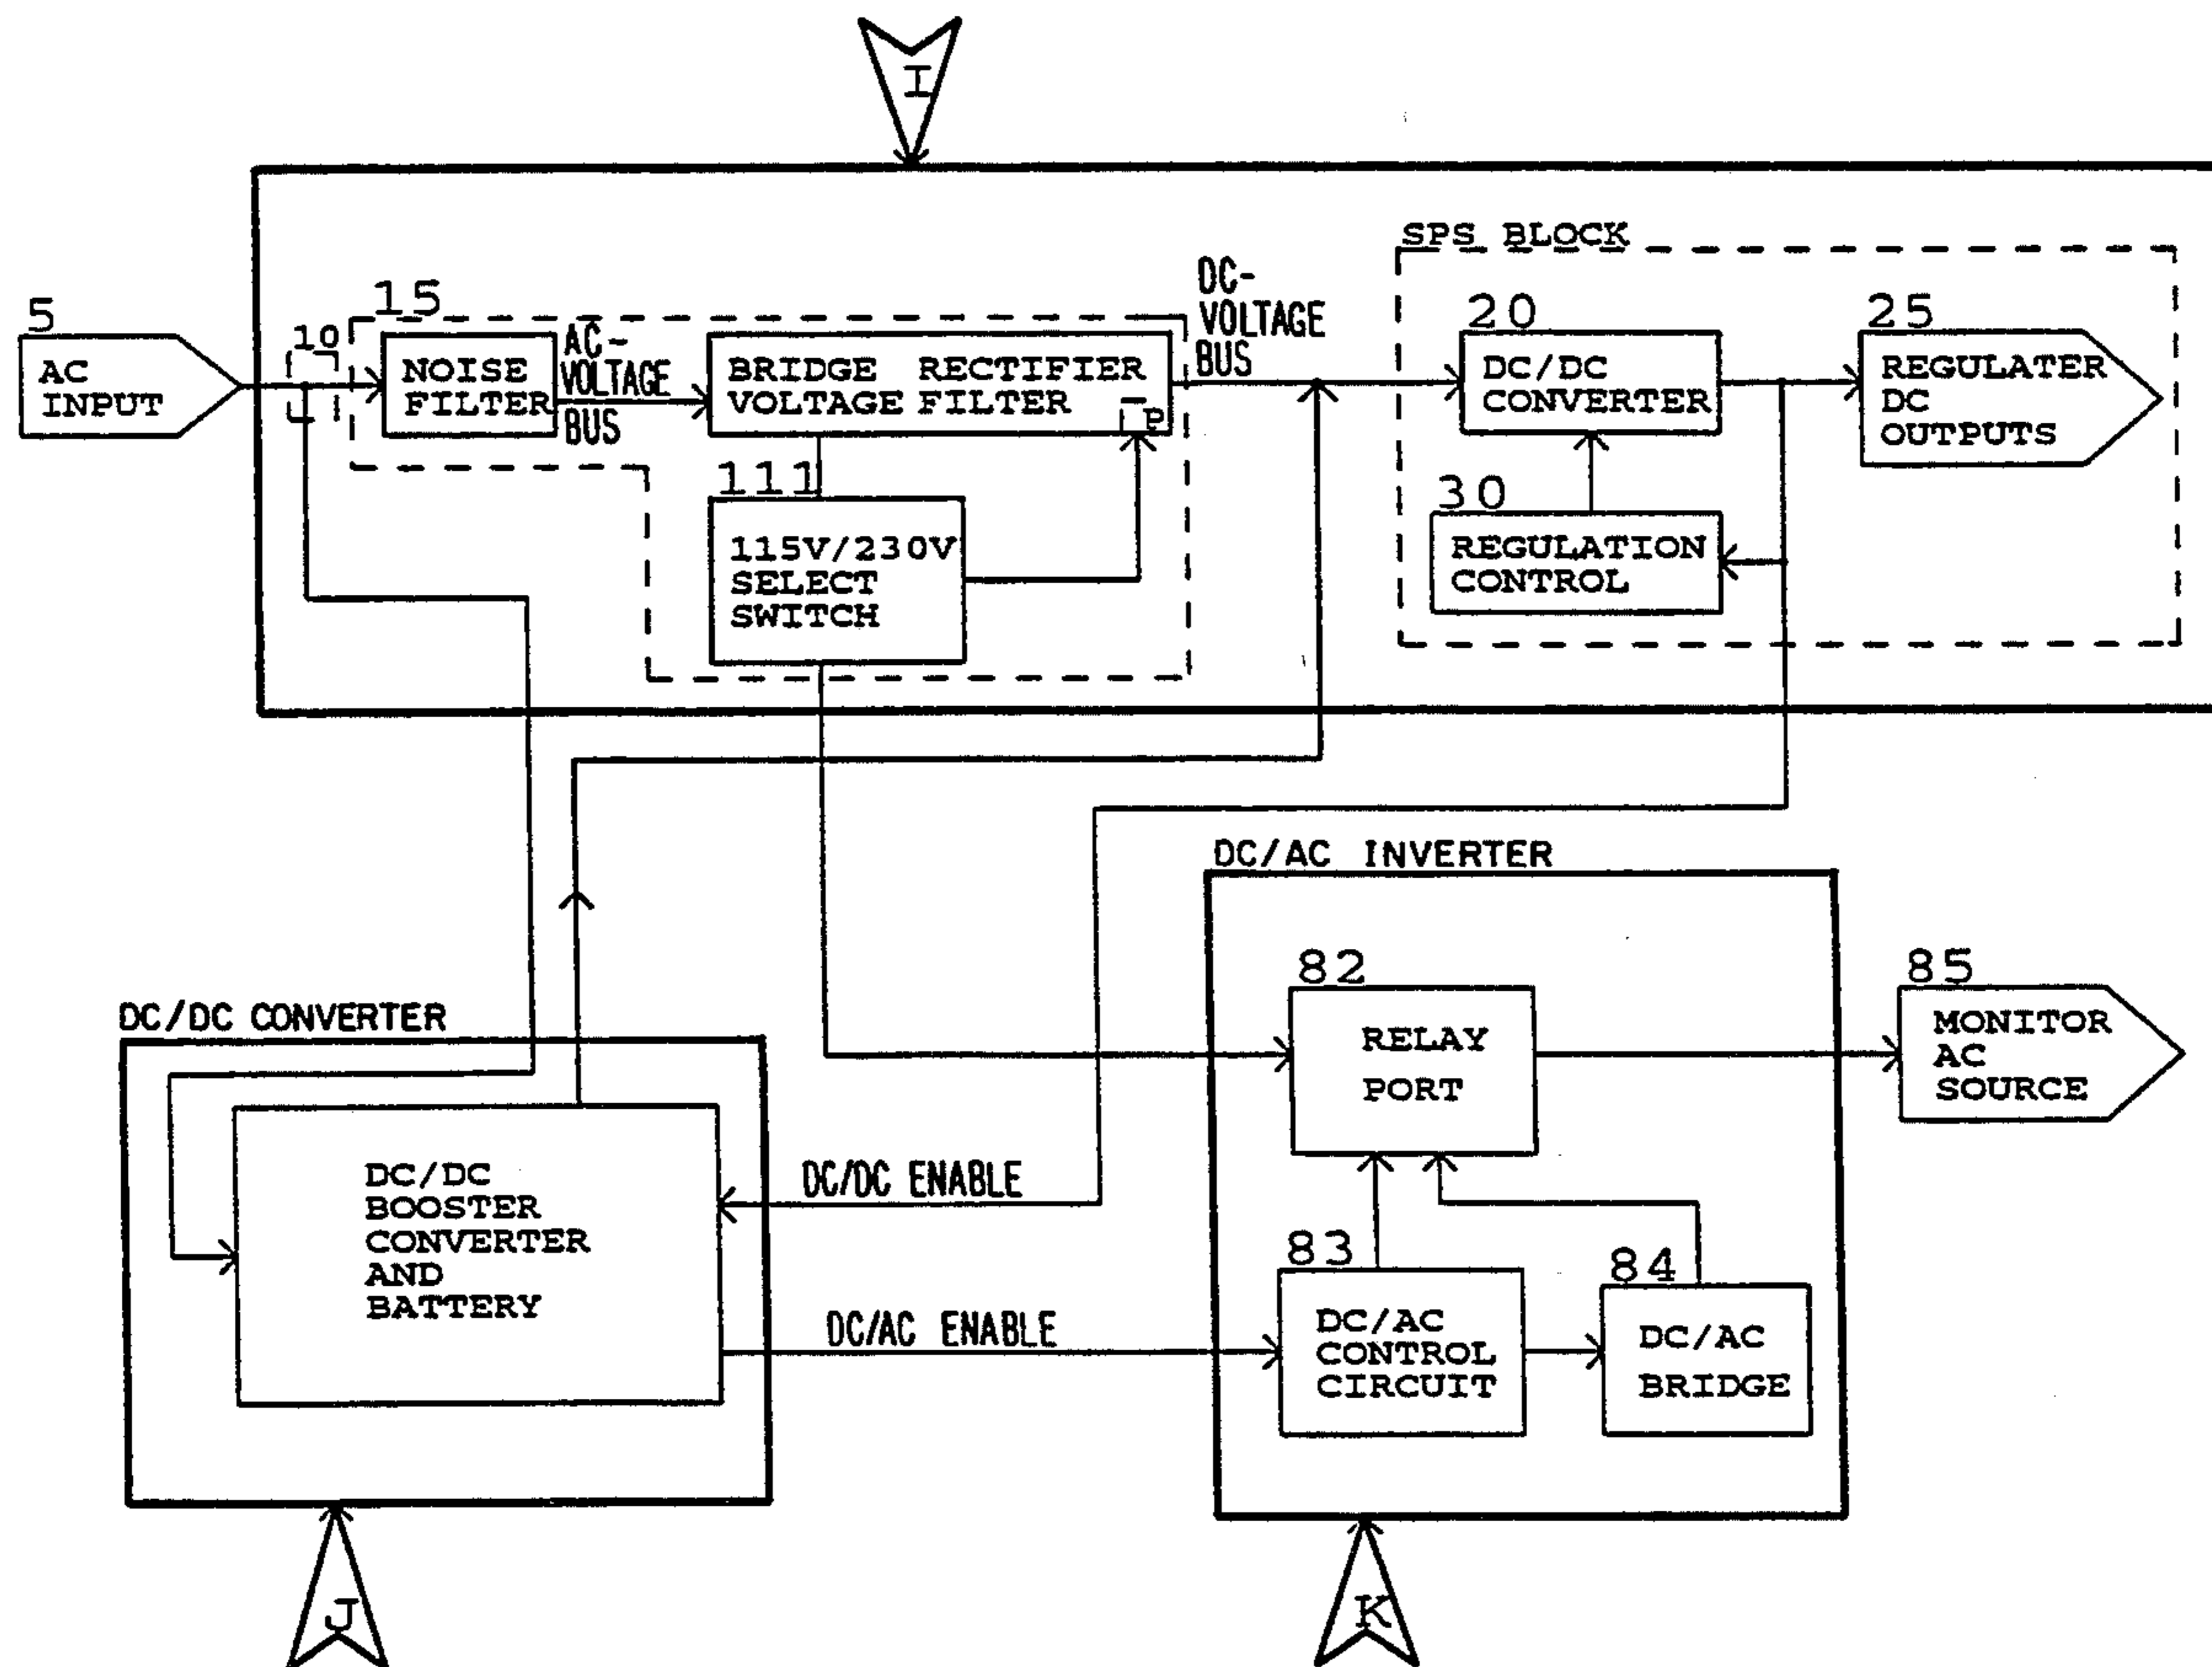 I
SPS BLOCK
5
AC
INPUT
10
15
NOISE
FILTER
AC-
VOLTAGE
BUS
BRIDGE RECTIFIER
VOLTAGE FILTER
P
111
115V/230V
SELECT
SWITCH
DC-
VOLTAGE
BUS
20
DC/DC
CONVERTER
25
REGULATER
DC
OUTPUTS
30
REGULATION
CONTROL
DC/AC INVERTER
82
RELAY
PORT
85
MONITOR
AC
SOURCE
DC/DC CONVERTER
DC/DC
BOOSTER
CONVERTER
AND
BATTERY
DC/DC ENABLE
DC/AC ENABLE
83
DC/AC
CONTROL
CIRCUIT
84
DC/AC
BRIDGE
J
K